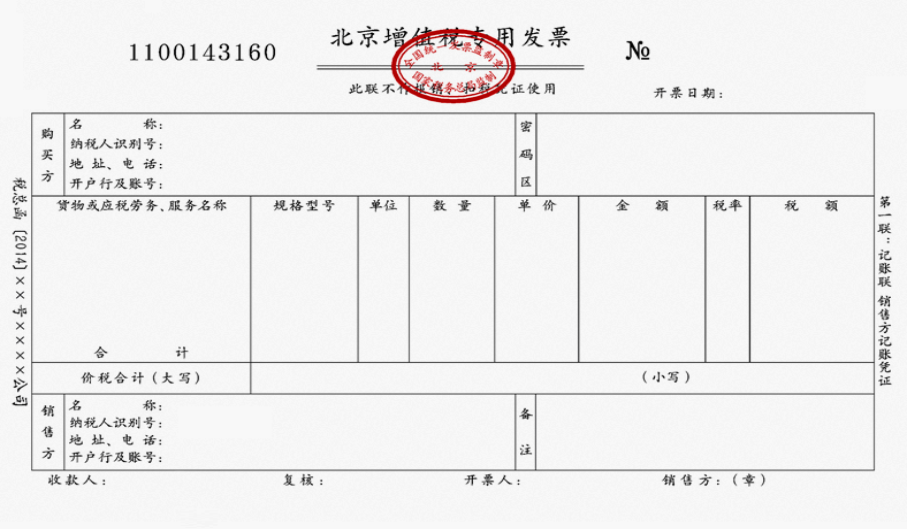 北京增值税专用发票
1100143160
№
全国统一发票监制章
北京
国家税务总局监制
此联不作报销、扣税凭证使用
开票日期：
购买方
名称：
纳税人识别号：
地址、电话：
开户行及账号：
密码区
货物或应税劳务、服务名称 规格型号 单位 数量 单价 金额 税率 税额
合计
价税合计（大写） （小写）
销售方
名称：
纳税人识别号：
地址、电话：
开户行及账号：
备注
收款人： 复核： 开票人： 销售方：（章）
税总函〔2014〕××号××××公司
第一联：记账联 销售方记账凭证